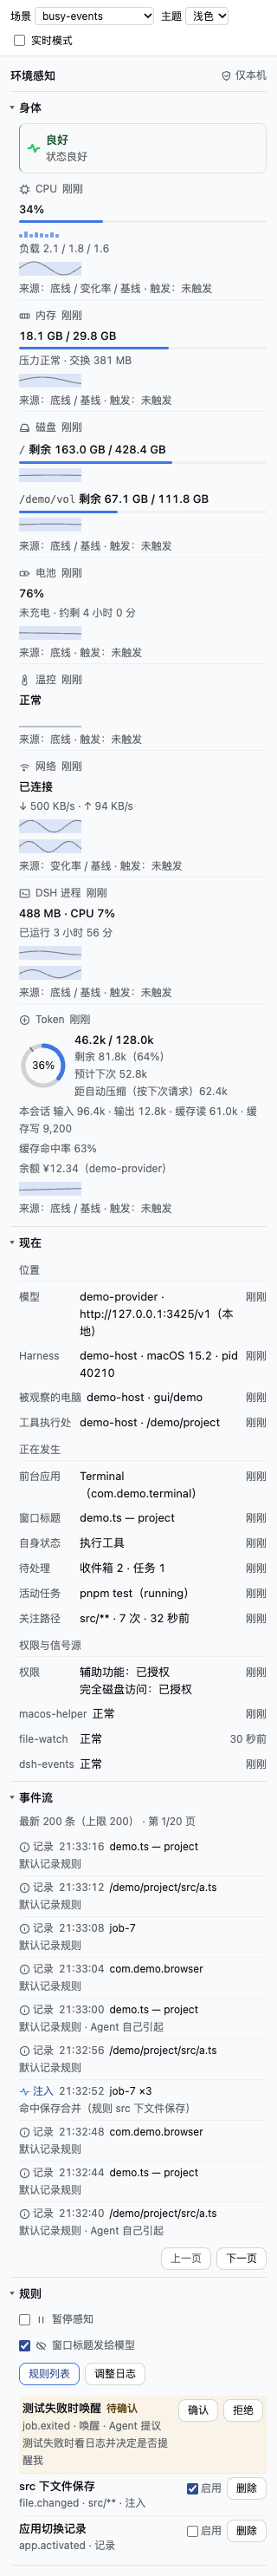 场景 busy-events 主题 浅色
实时模式
环境感知 仅本机
身体
良好
状态良好
CPU 刚刚
34%
负载 2.1 / 1.8 / 1.6
来源：底线 / 变化率 / 基线 · 触发：未触发
内存 刚刚
18.1 GB / 29.8 GB
压力正常 · 交换 381 MB
来源：底线 / 基线 · 触发：未触发
磁盘 刚刚
/ 剩余 163.0 GB / 428.4 GB
/demo/vol 剩余 67.1 GB / 111.8 GB
来源：底线 / 基线 · 触发：未触发
电池 刚刚
76%
未充电 · 约剩 4 小时 0 分
来源：底线 / 基线 · 触发：未触发
温控 刚刚
正常
来源：底线 · 触发：未触发
网络 刚刚
已连接
↓ 500 KB/s · ↑ 94 KB/s
来源：变化率 / 基线 · 触发：未触发
DSH 进程 刚刚
488 MB · CPU 7%
已运行 3 小时 56 分
来源：底线 / 基线 · 触发：未触发
Token 刚刚
36%
46.2k / 128.0k
剩余 81.8k（64%）
预计下次 52.8k
距自动压缩（按下次请求）62.4k
本会话 输入 96.4k · 输出 12.8k · 缓存读 61.0k · 缓
存写 9,200
缓存命中率 63%
余额 ¥12.34（demo-provider）
来源：底线 / 基线 · 触发：未触发
现在
位置
模型 demo-provider · 刚刚
http://127.0.0.1:3425/v1（本
地）
Harness demo-host · macOS 15.2 · pid 刚刚
40210
被观察的电脑 demo-host · gui/demo 刚刚
工具执行处 demo-host · /demo/project 刚刚
正在发生
前台应用 Terminal 刚刚
（com.demo.terminal）
窗口标题 demo.ts — project 刚刚
自身状态 执行工具 刚刚
待处理 收件箱 2 · 任务 1 刚刚
活动任务 pnpm test（running） 刚刚
关注路径 src/** · 7 次 · 32 秒前 刚刚
权限与信号源
权限 辅助功能：已授权 刚刚
完全磁盘访问：已授权
macos-helper 正常 刚刚
file-watch 正常 30 秒前
dsh-events 正常 刚刚
事件流
最新 200 条（上限 200） · 第 1/20 页
记录 21:33:16 demo.ts — project
默认记录规则
记录 21:33:12 /demo/project/src/a.ts
默认记录规则
记录 21:33:08 job-7
默认记录规则
记录 21:33:04 com.demo.browser
默认记录规则
记录 21:33:00 demo.ts — project
默认记录规则 · Agent 自己引起
记录 21:32:56 /demo/project/src/a.ts
默认记录规则
注入 21:32:52 job-7 ×3
命中保存合并（规则 src 下文件保存）
记录 21:32:48 com.demo.browser
默认记录规则
记录 21:32:44 demo.ts — project
默认记录规则
记录 21:32:40 /demo/project/src/a.ts
默认记录规则 · Agent 自己引起
上一页 下一页
规则
暂停感知
窗口标题发给模型
规则列表 调整日志
测试失败时唤醒 待确认 确认 拒绝
job.exited · 唤醒 · Agent 提议
测试失败时看日志并决定是否提
醒我
src 下文件保存 启用 删除
file.changed · src/** · 注入
应用切换记录 启用 删除
app.activated · 记录